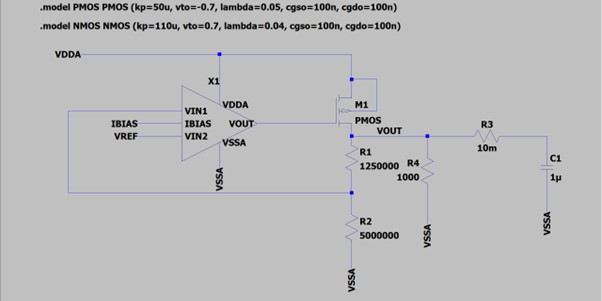 .model PMOS PMOS (kp=50u, vto=-0.7, lambda=0.05, cgso=100n, cgdo=100n)
.model NMOS NMOS (kp=110u, vto=0.7, lambda=0.04, cgso=100n, cgdo=100n)
VDDA
X1
VDDA
VIN1
IBIAS
IBIAS
VOUT
VREF
VIN2
VSSA
VSSA
M1
PMOS
VOUT
R3
10m
R1
1250000
R4
1000
C1
1µ
R2
5000000
VSSA
VSSA
VSSA